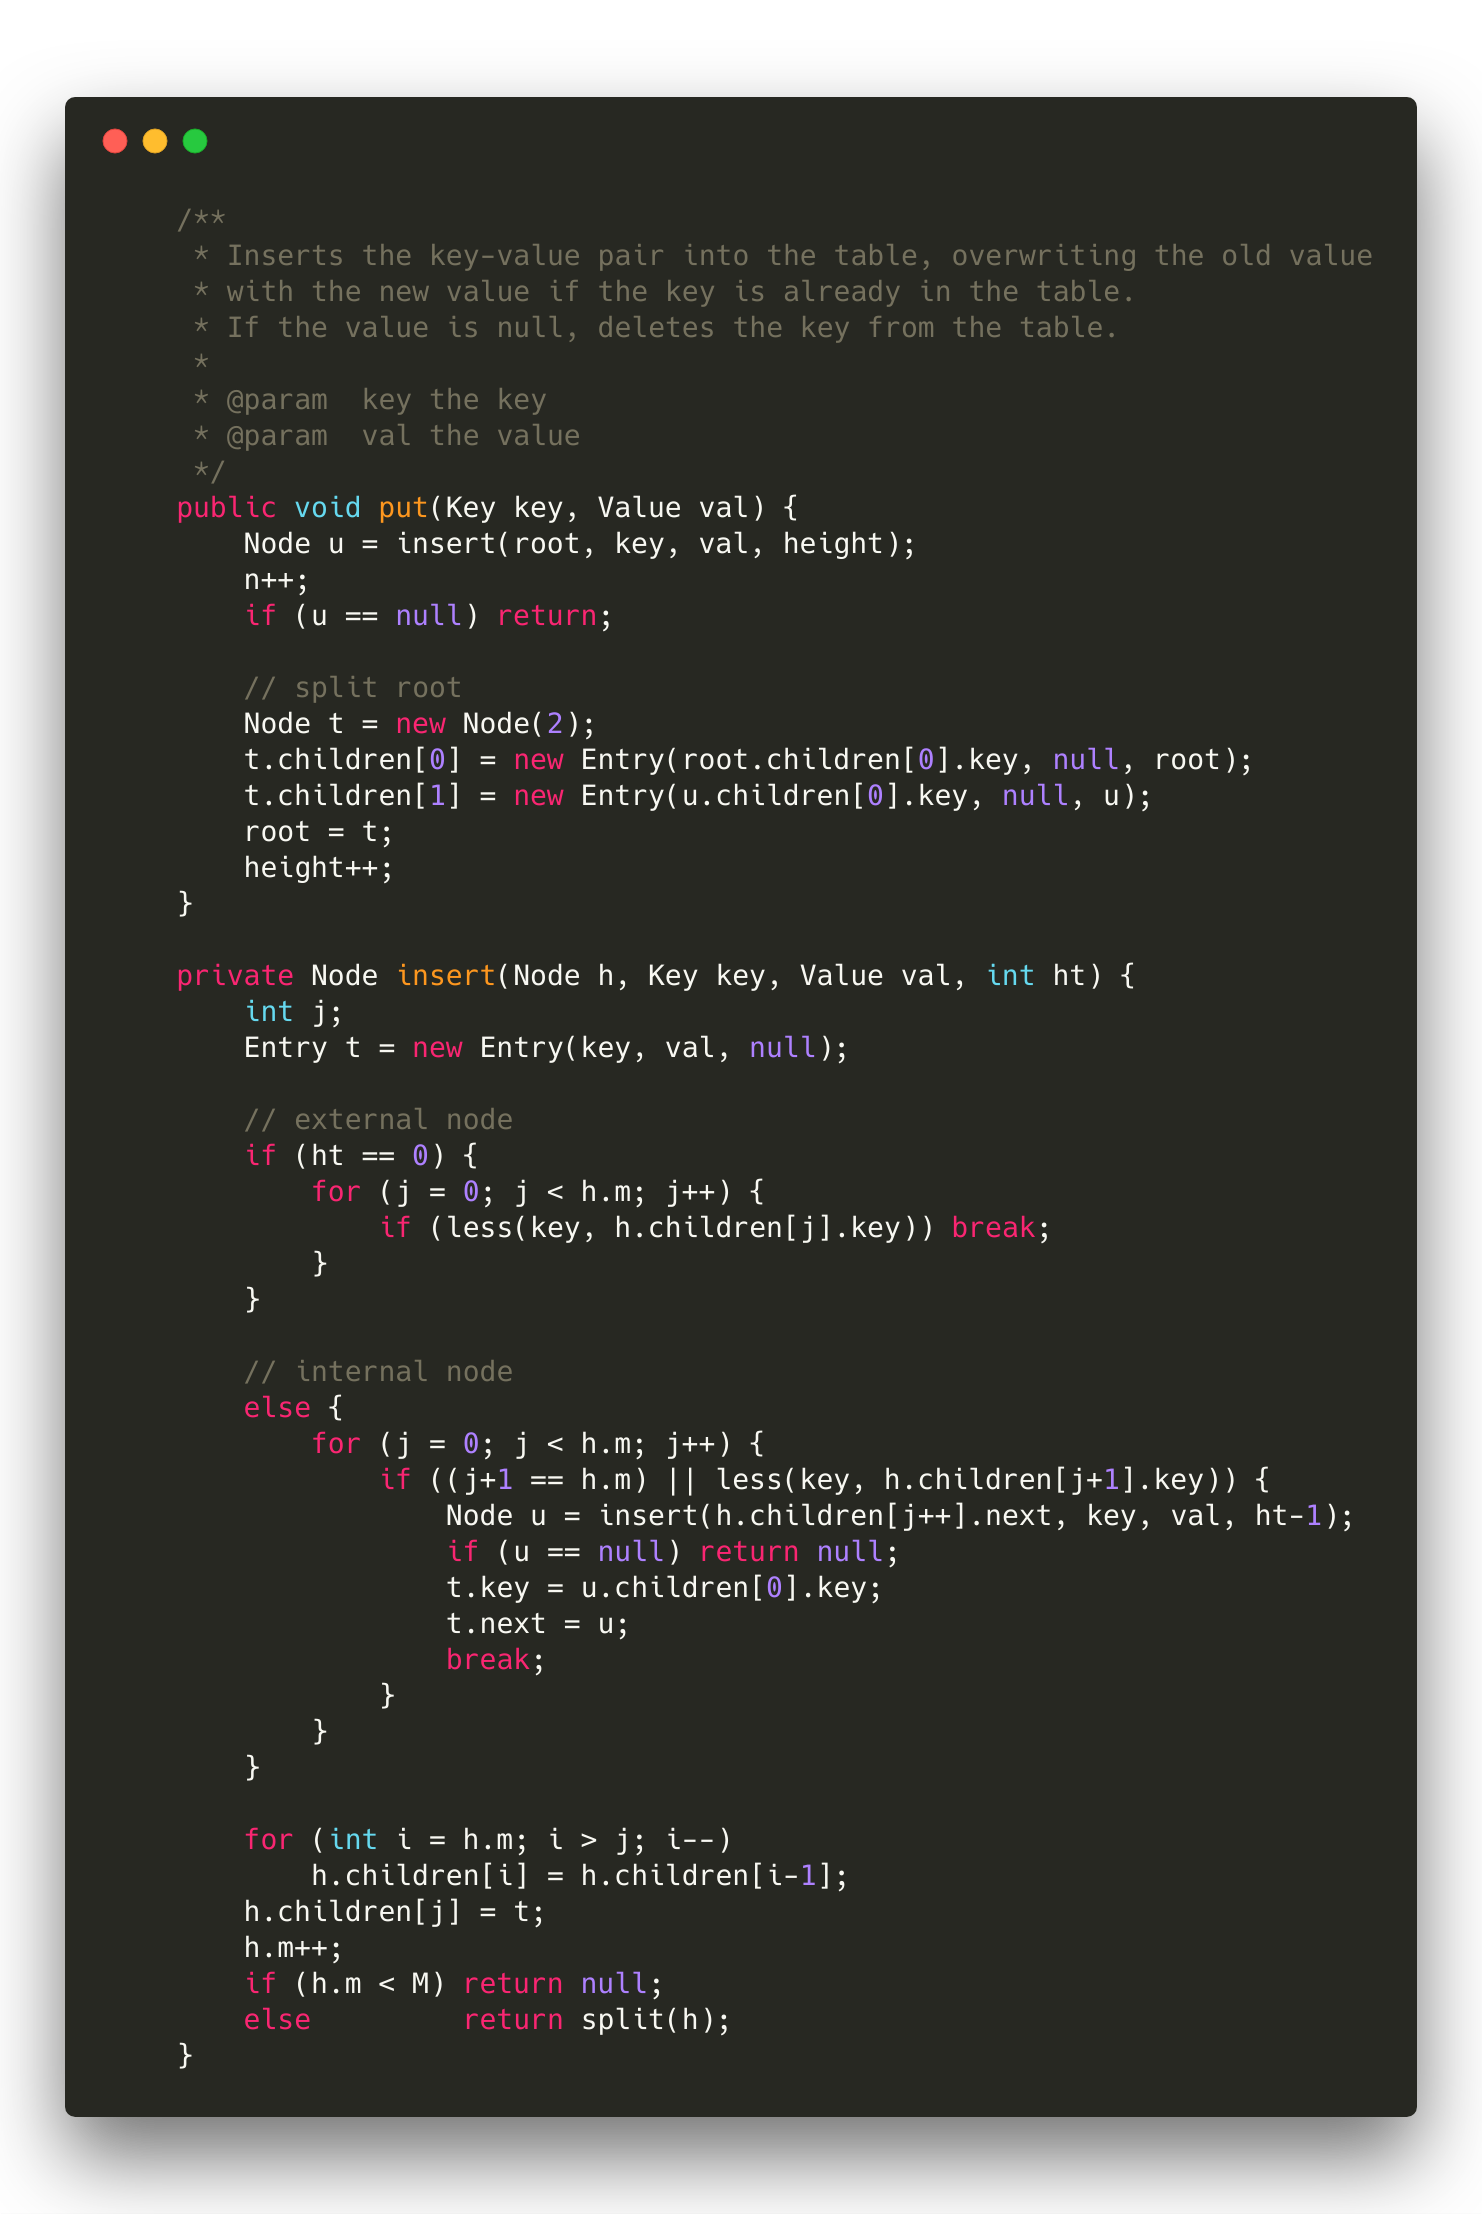 /**
 * Inserts the key-value pair into the table, overwriting the old value
 * with the new value if the key is already in the table.
 * If the value is null, deletes the key from the table.
 *
 * @param  key the key
 * @param  val the value
 */
public void put(Key key, Value val) {
    Node u = insert(root, key, val, height);
    n++;
    if (u == null) return;

    // split root
    Node t = new Node(2);
    t.children[0] = new Entry(root.children[0].key, null, root);
    t.children[1] = new Entry(u.children[0].key, null, u);
    root = t;
    height++;
}

private Node insert(Node h, Key key, Value val, int ht) {
    int j;
    Entry t = new Entry(key, val, null);

    // external node
    if (ht == 0) {
        for (j = 0; j < h.m; j++) {
            if (less(key, h.children[j].key)) break;
        }
    }

    // internal node
    else {
        for (j = 0; j < h.m; j++) {
            if ((j+1 == h.m) || less(key, h.children[j+1].key)) {
                Node u = insert(h.children[j++].next, key, val, ht-1);
                if (u == null) return null;
                t.key = u.children[0].key;
                t.next = u;
                break;
            }
        }
    }

    for (int i = h.m; i > j; i--)
        h.children[i] = h.children[i-1];
    h.children[j] = t;
    h.m++;
    if (h.m < M) return null;
    else         return split(h);
}